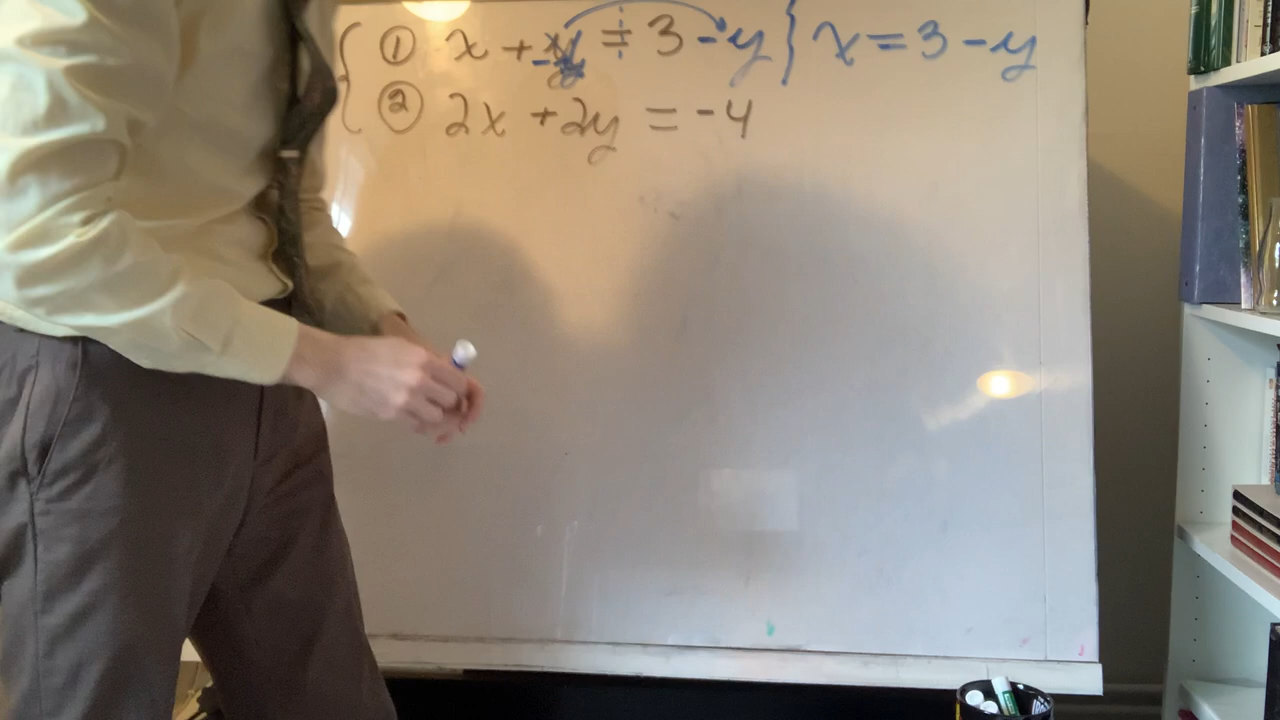 ① x + y = 3 - y } x = 3 - y
② 2x + 2y = -4